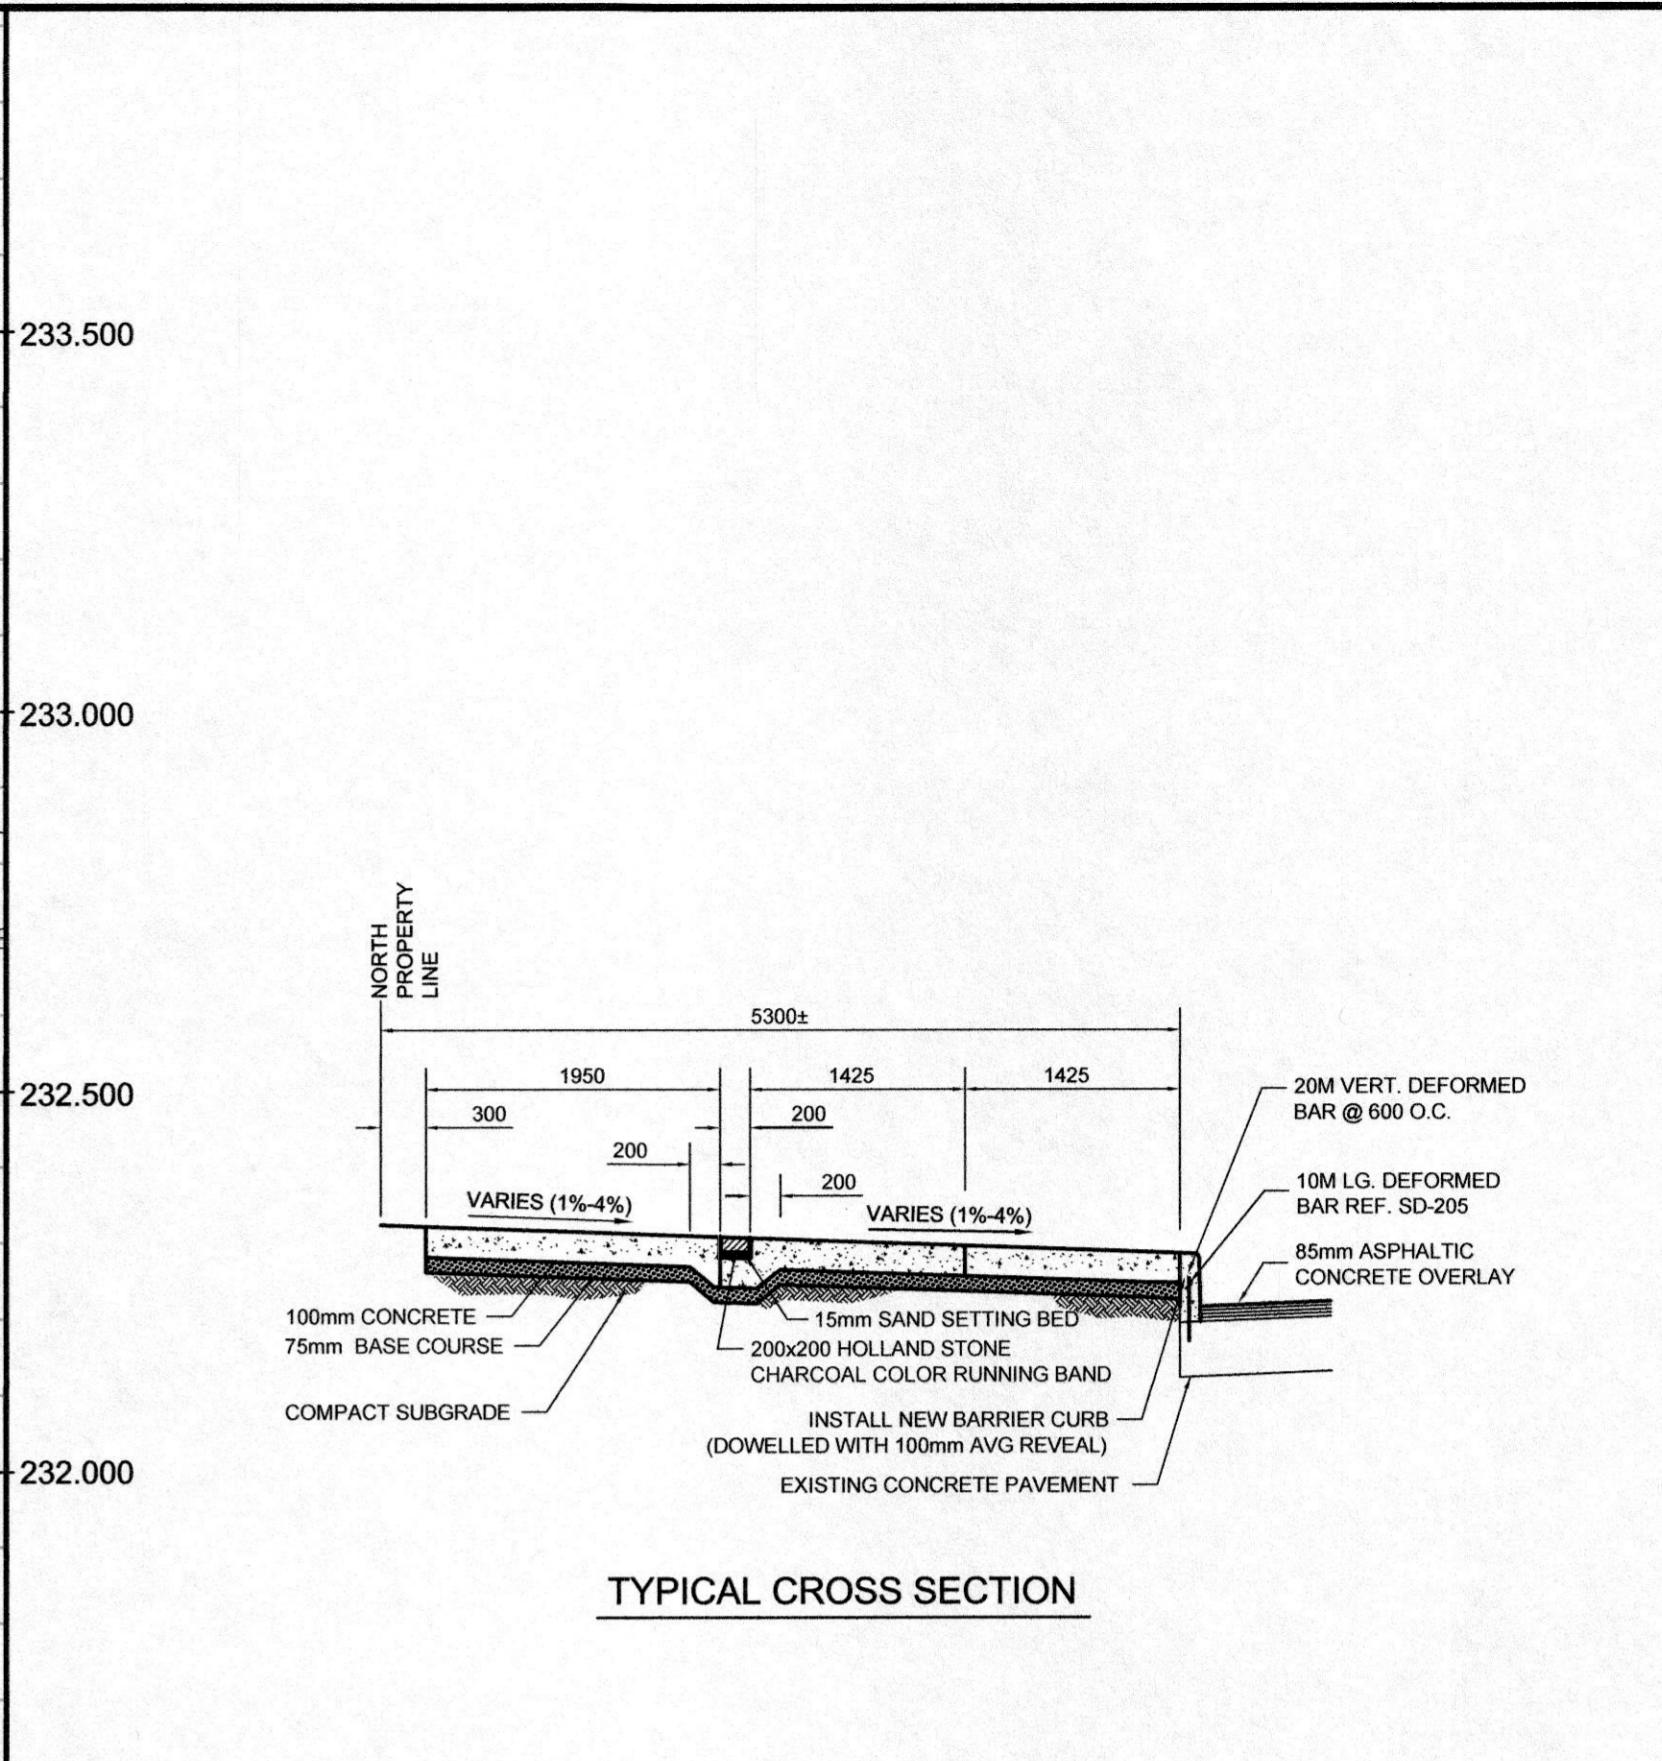 233.500
233.000
232.500
232.000
NORTH
PROPERTY
LINE
5300±
1950
1425
1425
300
200
200
200
VARIES (1%-4%)
VARIES (1%-4%)
20M VERT. DEFORMED
BAR @ 600 O.C.
10M LG. DEFORMED
BAR REF. SD-205
85mm ASPHALTIC
CONCRETE OVERLAY
100mm CONCRETE
75mm BASE COURSE
COMPACT SUBGRADE
15mm SAND SETTING BED
200x200 HOLLAND STONE
CHARCOAL COLOR RUNNING BAND
INSTALL NEW BARRIER CURB
(DOWELLED WITH 100mm AVG REVEAL)
EXISTING CONCRETE PAVEMENT
TYPICAL CROSS SECTION